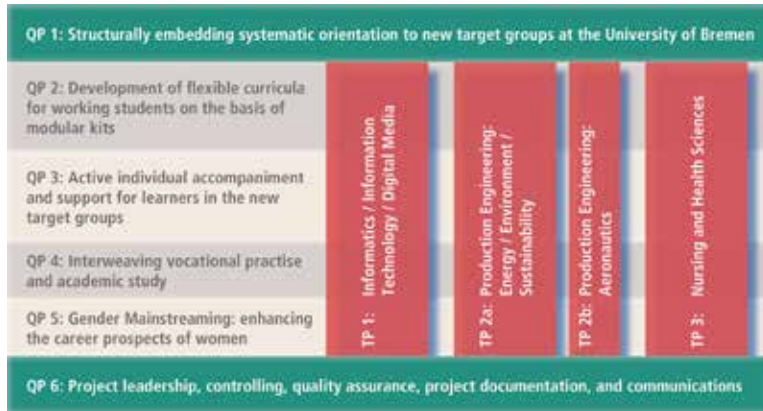 QP 1: Structurally embedding systematic orientation to new target groups at the University of Bremen
QP 2: Development of flexible curricula
for working students on the basis of
modular kits
QP 3: Active individual accompaniment
and support for learners in the new
target groups
QP 4: Interweaving vocational practise
and academic study
QP 5: Gender Mainstreaming: enhancing
the career prospects of women
TP 1: Informatics / Information
Technology / Digital Media
TP 2a: Production Engineering:
Energy / Environment /
Sustainability
TP 2b: Production Engineering:
Aeronautics
TP 3: Nursing and Health Sciences
QP 6: Project leadership, controlling, quality assurance, project documentation, and communications